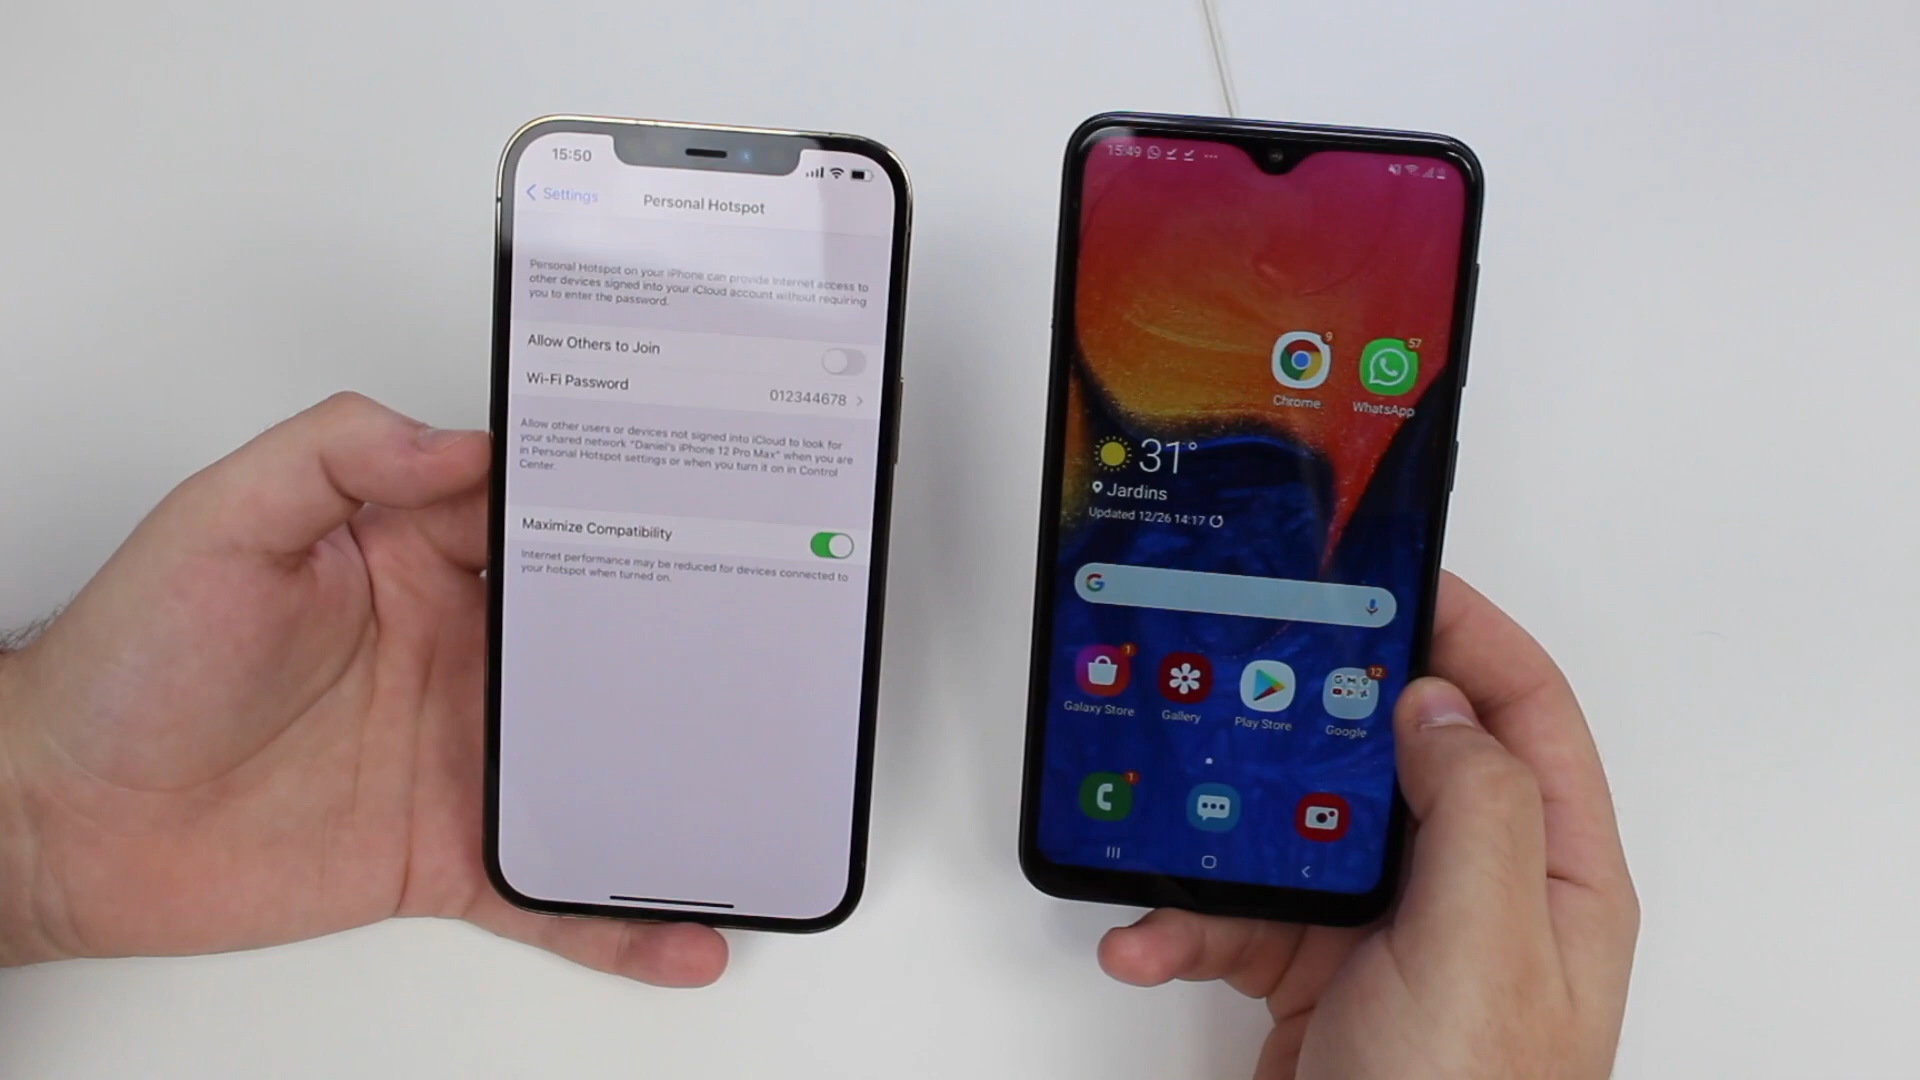 15:50
Settings
Personal Hotspot
Personal Hotspot on your iPhone can provide Internet access to
other devices signed into your iCloud account without requiring
you to enter the password.
Allow Others to Join
Wi-Fi Password
012344678
Allow other users or devices not signed into iCloud to look for
your shared network "Daniel's iPhone 12 Pro Max" when you are
in Personal Hotspot settings or when you turn it on in Control
Center.
Maximize Compatibility
Internet performance may be reduced for devices connected to
your hotspot when turned on.
15:49
9
57
Chrome
WhatsApp
31°
Jardins
Updated 12/26 14:17
G
1
12
Galaxy Store
Gallery
Play Store
Google
1